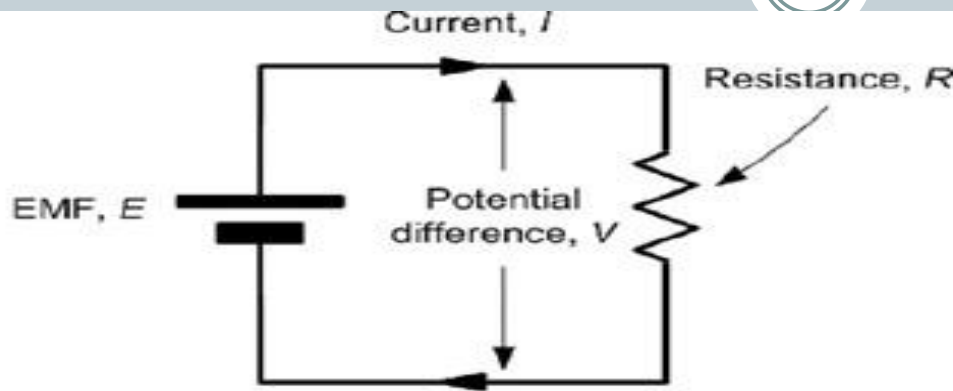 Current, I
Resistance, R
EMF, E
Potential
difference, V